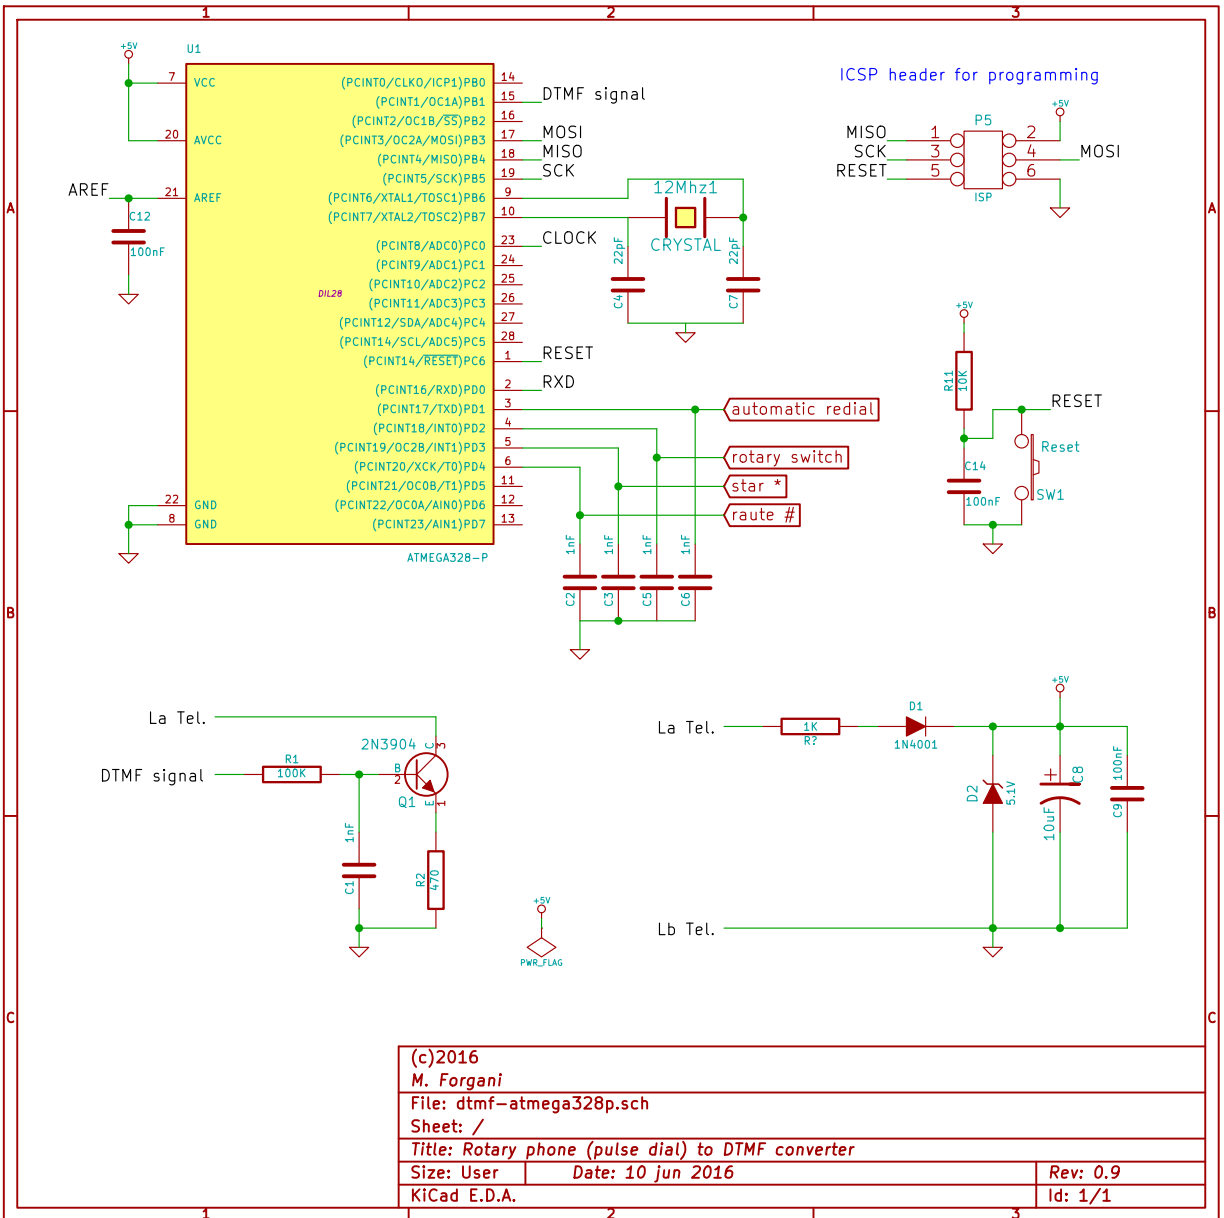 1 2 3
+5V
U1
7 VCC
20 AVCC
AREF 21 AREF
C12
100nF
DIL28
22 GND
8 GND
(PCINT0/CLKO/ICP1)PB0 14
(PCINT1/OC1A)PB1 15 DTMF signal
(PCINT2/OC1B/SS)PB2 16
(PCINT3/OC2A/MOSI)PB3 17 MOSI
(PCINT4/MISO)PB4 18 MISO
(PCINT5/SCK)PB5 19 SCK
(PCINT6/XTAL1/TOSC1)PB6 9
(PCINT7/XTAL2/TOSC2)PB7 10
(PCINT8/ADC0)PC0 23 CLOCK
(PCINT9/ADC1)PC1 24
(PCINT10/ADC2)PC2 25
(PCINT11/ADC3)PC3 26
(PCINT12/SDA/ADC4)PC4 27
(PCINT14/SCL/ADC5)PC5 28
(PCINT14/RESET)PC6 1 RESET
(PCINT16/RXD)PD0 2 RXD
(PCINT17/TXD)PD1 3
(PCINT18/INT0)PD2 4
(PCINT19/OC2B/INT1)PD3 5
(PCINT20/XCK/T0)PD4 6
(PCINT21/OC0B/T1)PD5 11
(PCINT22/OC0A/AIN0)PD6 12
(PCINT23/AIN1)PD7 13
ATMEGA328-P
12Mhz1
CRYSTAL
22pF
C4
22pF
C7
automatic redial
rotary switch
star *
raute #
1nF 1nF 1nF 1nF
C2 C3 C5 C6
ICSP header for programming
+5V
P5
MISO 1 2
SCK 3 4 MOSI
RESET 5 6
ISP
+5V
R11
10K
RESET
C14
100nF
Reset
SW1
A A
B B
C C
La Tel.
2N3904
C 3
B 2
E 1
Q1
DTMF signal
R1
100K
1nF
C1
R2
470
+5V
PWR_FLAG
La Tel.
1K
R?
D1
1N4001
+5V
D2
5.1V
C8
10uF
100nF
C9
Lb Tel.
(c)2016
M. Forgani
File: dtmf-atmega328p.sch
Sheet: /
Title: Rotary phone (pulse dial) to DTMF converter
Size: User Date: 10 jun 2016 Rev: 0.9
KiCad E.D.A. Id: 1/1
1 2 3